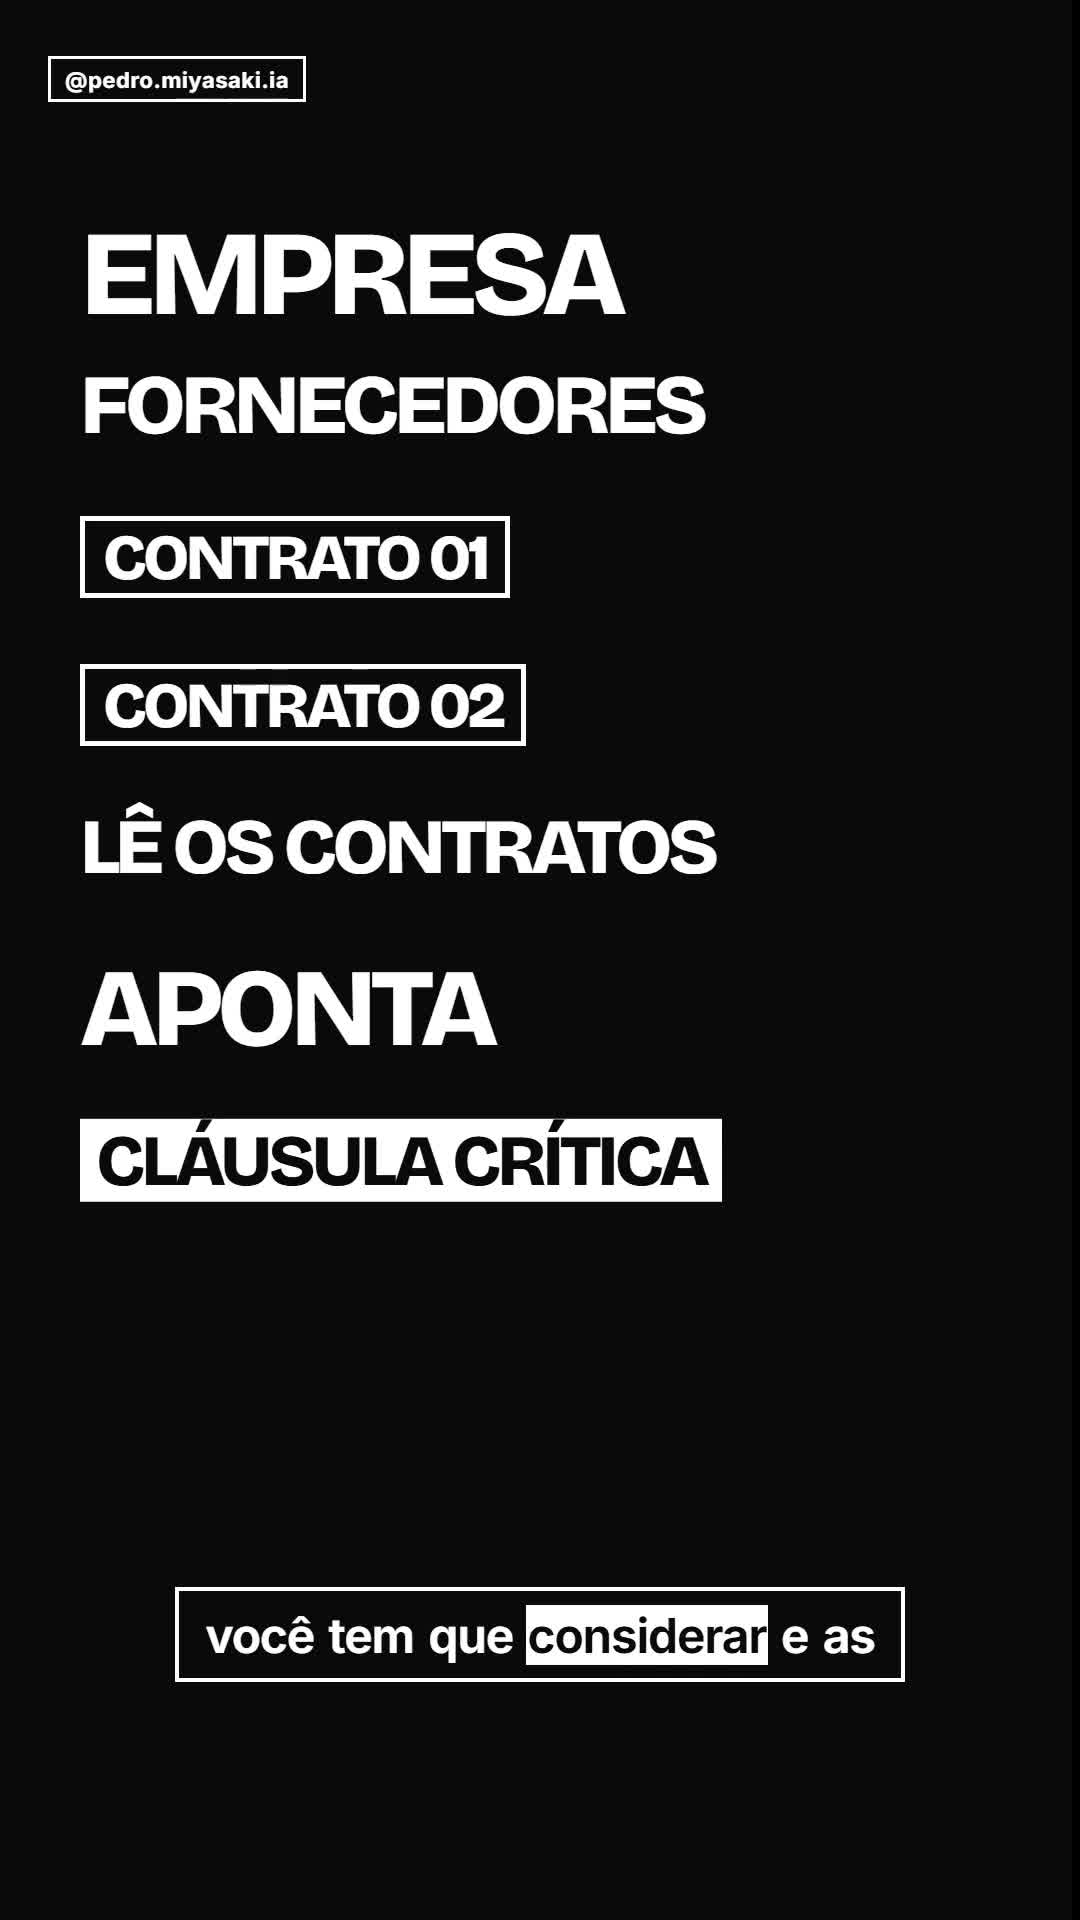 @pedro.miyasaki.ia
EMPRESA
FORNECEDORES
CONTRATO 01
CONTRATO 02
LÊ OS CONTRATOS
APONTA
CLÁUSULA CRÍTICA
você tem que considerar e as